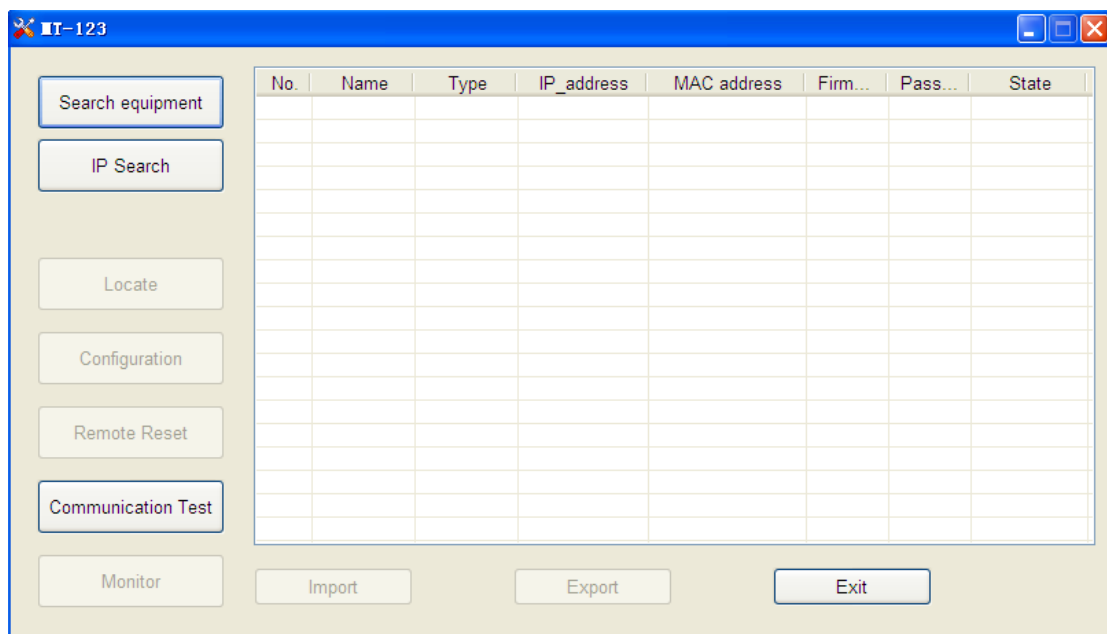 MT-123
No. Name Type IP_address MAC address Firm... Pass... State
Search equipment
IP Search
Locate
Configuration
Remote Reset
Communication Test
Monitor
Import Export Exit